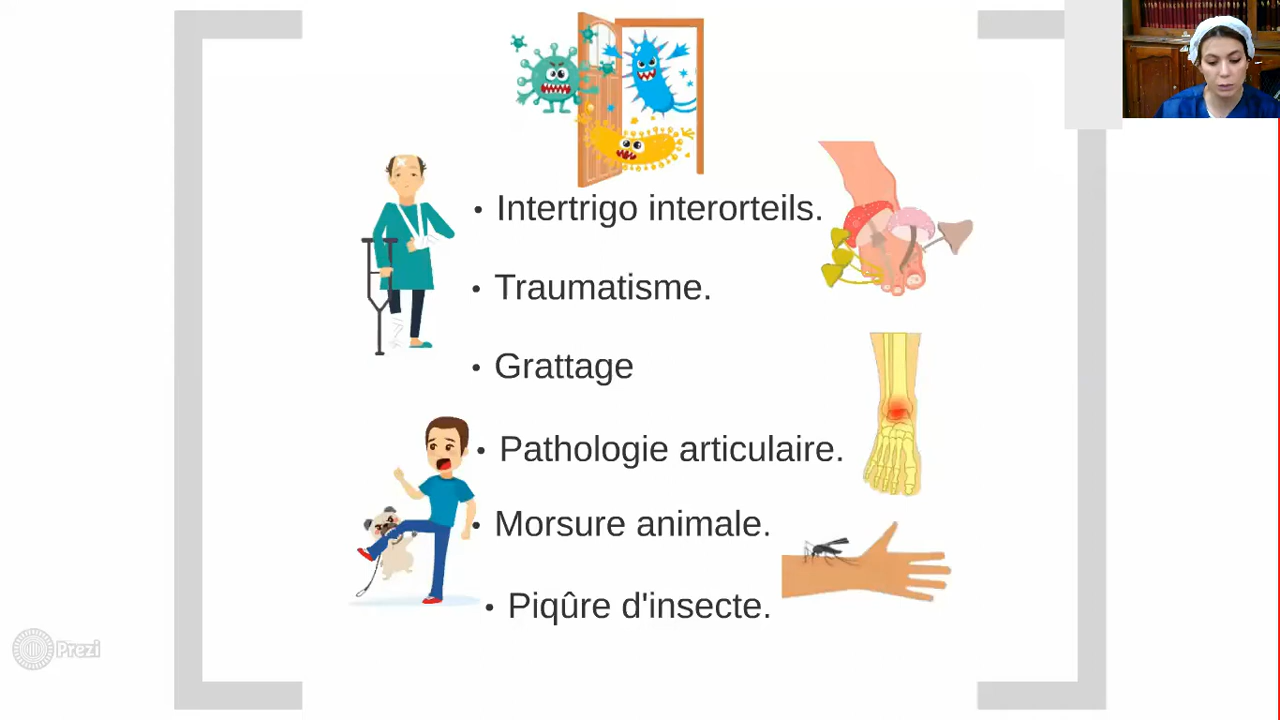 • Intertrigo interorteils.
• Traumatisme.
• Grattage
• Pathologie articulaire.
• Morsure animale.
• Piqûre d'insecte.
Prezi